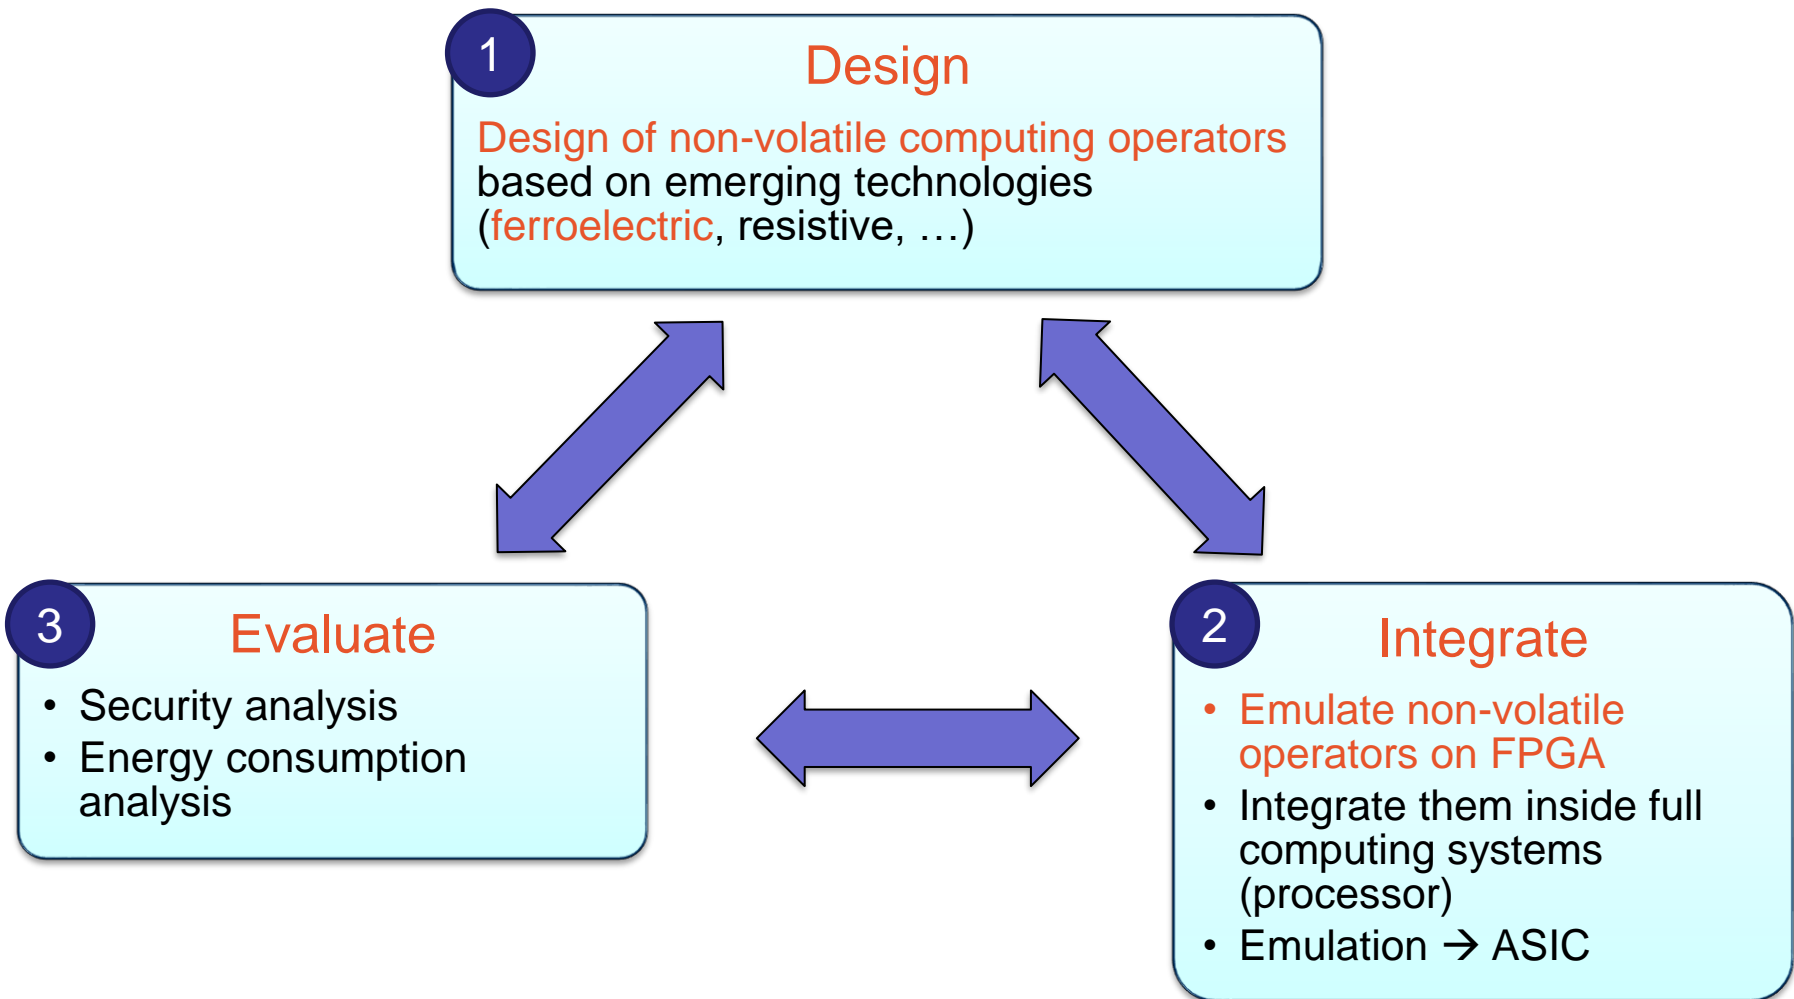 1
Design
Design of non-volatile computing operators
based on emerging technologies
(ferroelectric, resistive, …)
3
Evaluate
• Security analysis
• Energy consumption
analysis
2
Integrate
• Emulate non-volatile
operators on FPGA
• Integrate them inside full
computing systems
(processor)
• Emulation → ASIC